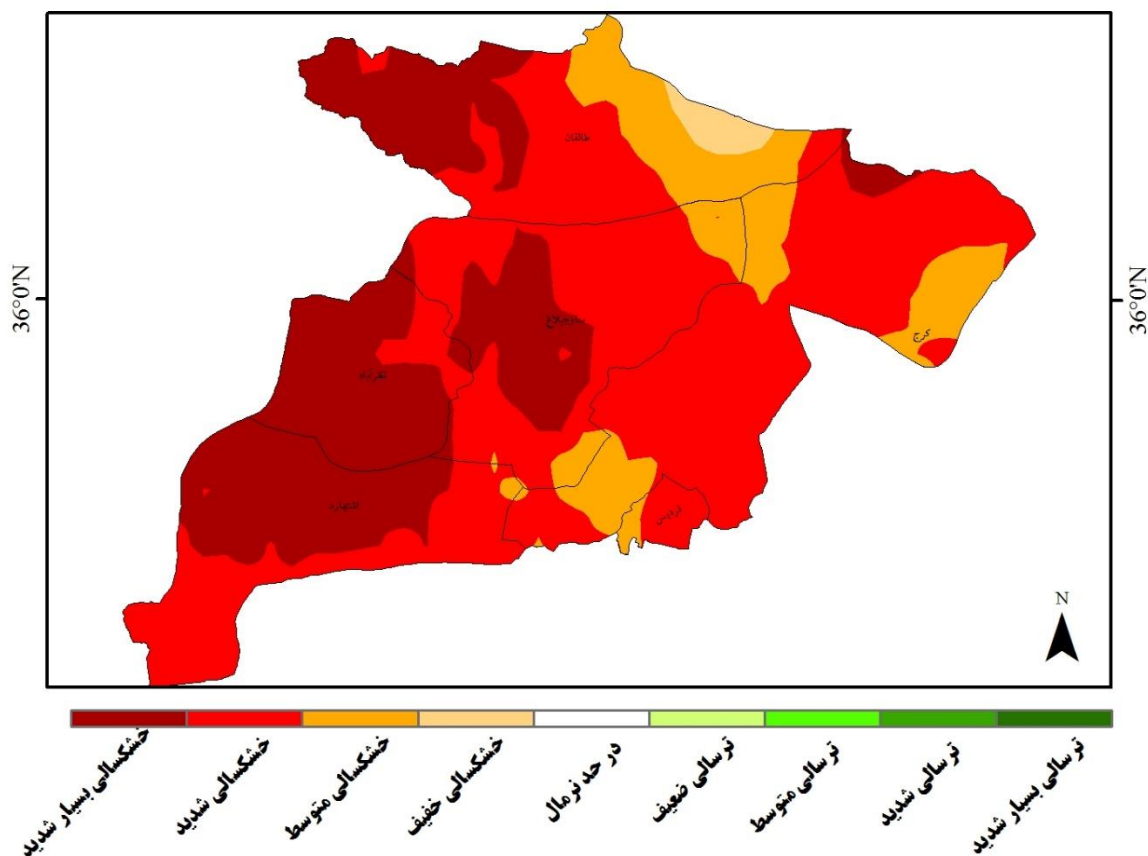 طالقان
36°0'N
36°0'N
ساوجبلاغ
کرج
نظرآباد
اشتهارد
فردیس
N
خشکسالی بسیار شدید
خشکسالی شدید
خشکسالی متوسط
خشکسالی خفیف
در حد نرمال
ترسالی ضعیف
ترسالی متوسط
ترسالی شدید
ترسالی بسیار شدید